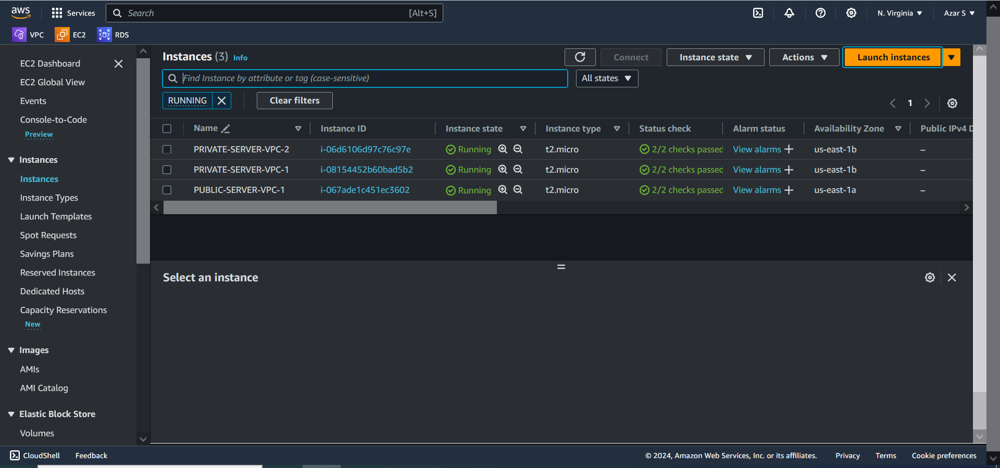 aws
Services
Search
[Alt+S]
N. Virginia
Azar S
VPC
EC2
RDS
EC2 Dashboard
EC2 Global View
Events
Console-to-Code
Preview
Instances
Instances
Instance Types
Launch Templates
Spot Requests
Savings Plans
Reserved Instances
Dedicated Hosts
Capacity Reservations
New
Images
AMIs
AMI Catalog
Elastic Block Store
Volumes
Instances (3) Info
Connect
Instance state
Actions
Launch instances
Find Instance by attribute or tag (case-sensitive)
All states
RUNNING
Clear filters
1
Name Instance ID Instance state Instance type Status check Alarm status Availability Zone Public IPv4 D
PRIVATE-SERVER-VPC-2 i-06d6106d97c76c97e Running t2.micro 2/2 checks passed View alarms + us-east-1b –
PRIVATE-SERVER-VPC-1 i-08154452b60bad5b2 Running t2.micro 2/2 checks passed View alarms + us-east-1b –
PUBLIC-SERVER-VPC-1 i-067ade1c451ec3602 Running t2.micro 2/2 checks passed View alarms + us-east-1a –
Select an instance
CloudShell
Feedback
© 2024, Amazon Web Services, Inc. or its affiliates.
Privacy
Terms
Cookie preferences